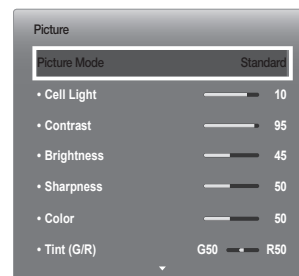 Picture
Picture Mode Standard
• Cell Light 10
• Contrast 95
• Brightness 45
• Sharpness 50
• Color 50
• Tint (G/R) G50 R50